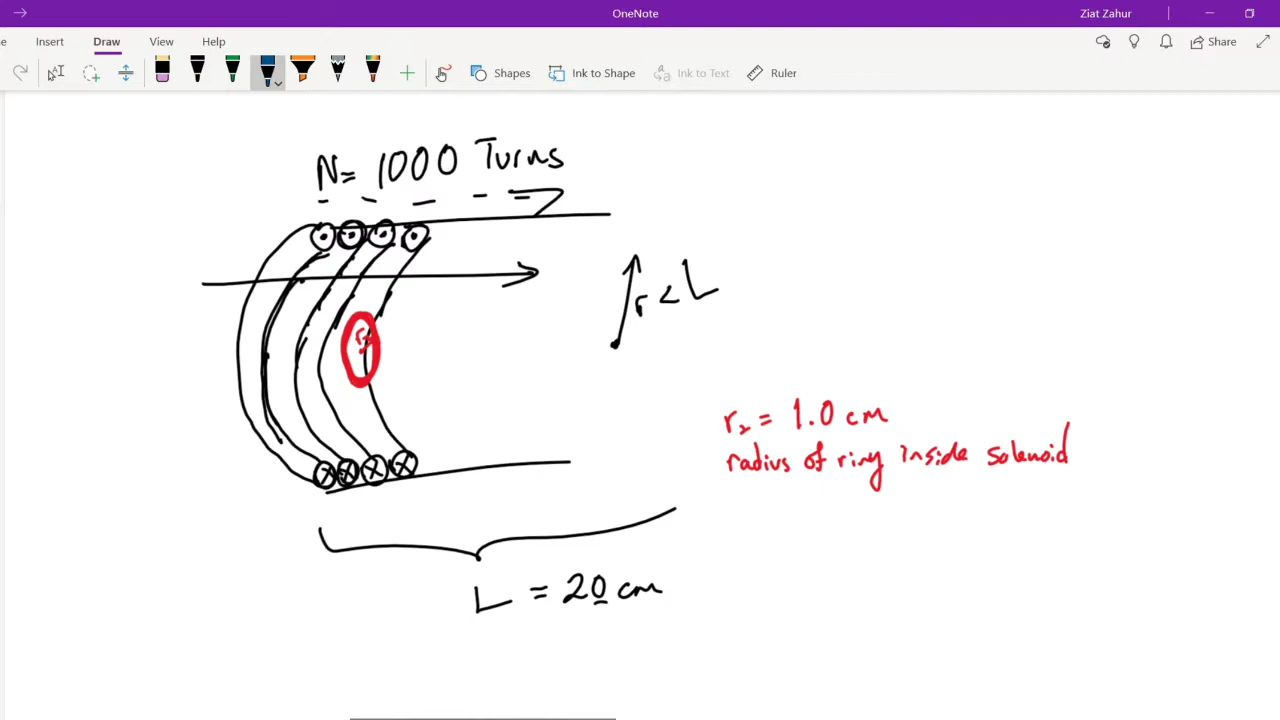 OneNote
Ziat Zahur
Insert Draw View Help
Share
Shapes Ink to Shape Ink to Text Ruler
N= 1000 Turns
r < L
r₂
r₂ = 1.0 cm
radius of ring inside solenoid
L = 20 cm